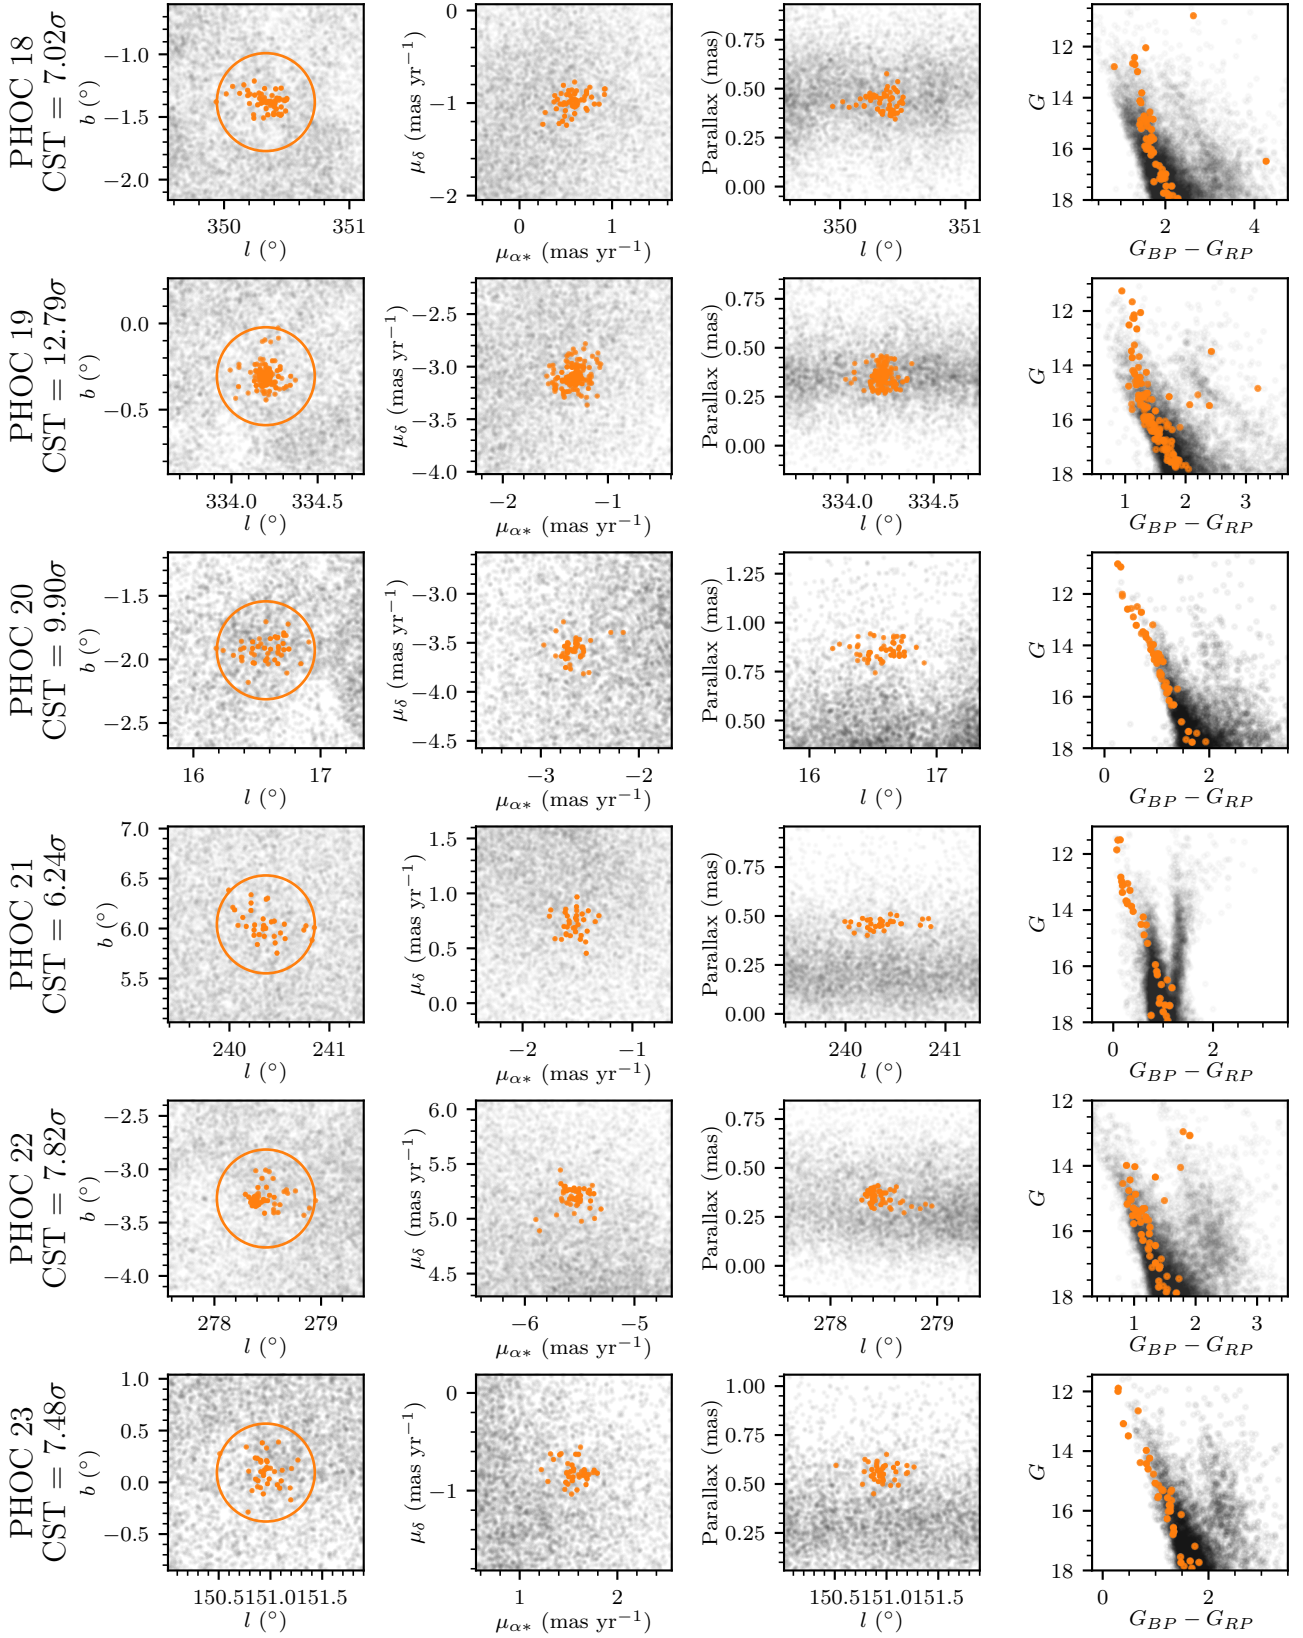 PHOC 18
CST = 7.02σ
−1.0
−1.5
−2.0
b (°)
350 351
l (°)
0
−1
−2
μδ (mas yr−1)
0 1
μα∗ (mas yr−1)
0.75
0.50
0.25
0.00
Parallax (mas)
350 351
l (°)
12
14
16
18
G
2 4
GBP − GRP
PHOC 19
CST = 12.79σ
0.0
−0.5
b (°)
334.0 334.5
l (°)
−2.5
−3.0
−3.5
−4.0
μδ (mas yr−1)
−2 −1
μα∗ (mas yr−1)
0.75
0.50
0.25
0.00
Parallax (mas)
334.0 334.5
l (°)
12
14
16
18
G
1 2 3
GBP − GRP
PHOC 20
CST = 9.90σ
−1.5
−2.0
−2.5
b (°)
16 17
l (°)
−3.0
−3.5
−4.0
−4.5
μδ (mas yr−1)
−3 −2
μα∗ (mas yr−1)
1.25
1.00
0.75
0.50
Parallax (mas)
16 17
l (°)
12
14
16
18
G
0 2
GBP − GRP
PHOC 21
CST = 6.24σ
7.0
6.5
6.0
5.5
b (°)
240 241
l (°)
1.5
1.0
0.5
0.0
μδ (mas yr−1)
−2 −1
μα∗ (mas yr−1)
0.75
0.50
0.25
0.00
Parallax (mas)
240 241
l (°)
12
14
16
18
G
0 2
GBP − GRP
PHOC 22
CST = 7.82σ
−2.5
−3.0
−3.5
−4.0
b (°)
278 279
l (°)
6.0
5.5
5.0
4.5
μδ (mas yr−1)
−6 −5
μα∗ (mas yr−1)
0.75
0.50
0.25
0.00
Parallax (mas)
278 279
l (°)
12
14
16
18
G
1 2 3
GBP − GRP
PHOC 23
CST = 7.48σ
1.0
0.5
0.0
−0.5
b (°)
150.5151.0151.5
l (°)
0
−1
μδ (mas yr−1)
1 2
μα∗ (mas yr−1)
1.00
0.75
0.50
0.25
Parallax (mas)
150.5151.0151.5
l (°)
12
14
16
18
G
0 2
GBP − GRP